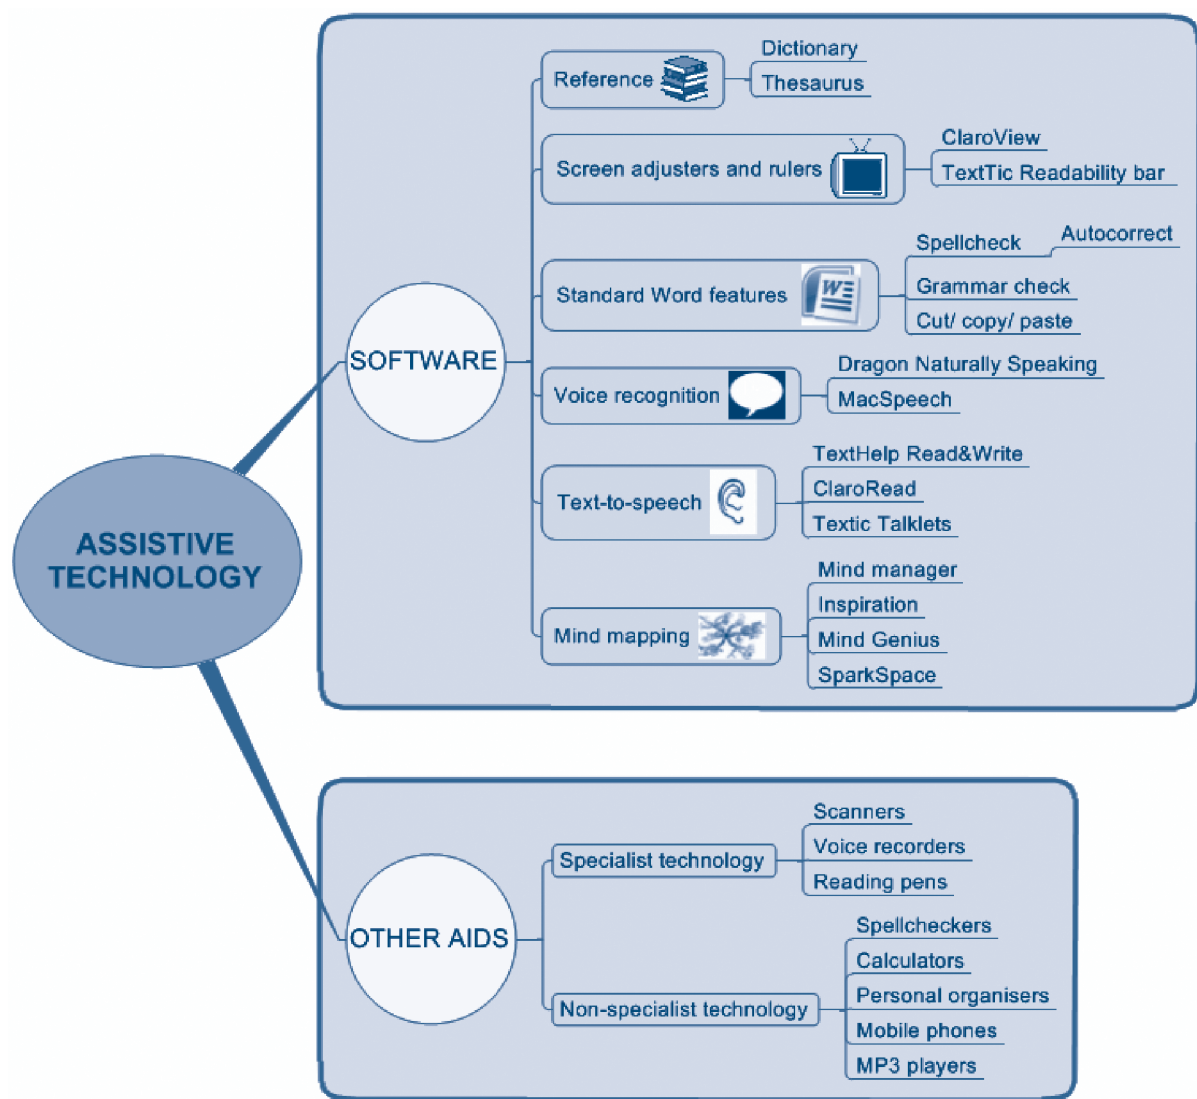 ASSISTIVE
TECHNOLOGY
SOFTWARE
Reference
Dictionary
Thesaurus
Screen adjusters and rulers
ClaroView
TextTic Readability bar
Standard Word features
W
Spellcheck
Autocorrect
Grammar check
Cut/ copy/ paste
Voice recognition
Dragon Naturally Speaking
MacSpeech
Text-to-speech
TextHelp Read&Write
ClaroRead
Textic Talklets
Mind mapping
Mind manager
Inspiration
Mind Genius
SparkSpace
OTHER AIDS
Specialist technology
Scanners
Voice recorders
Reading pens
Non-specialist technology
Spellcheckers
Calculators
Personal organisers
Mobile phones
MP3 players